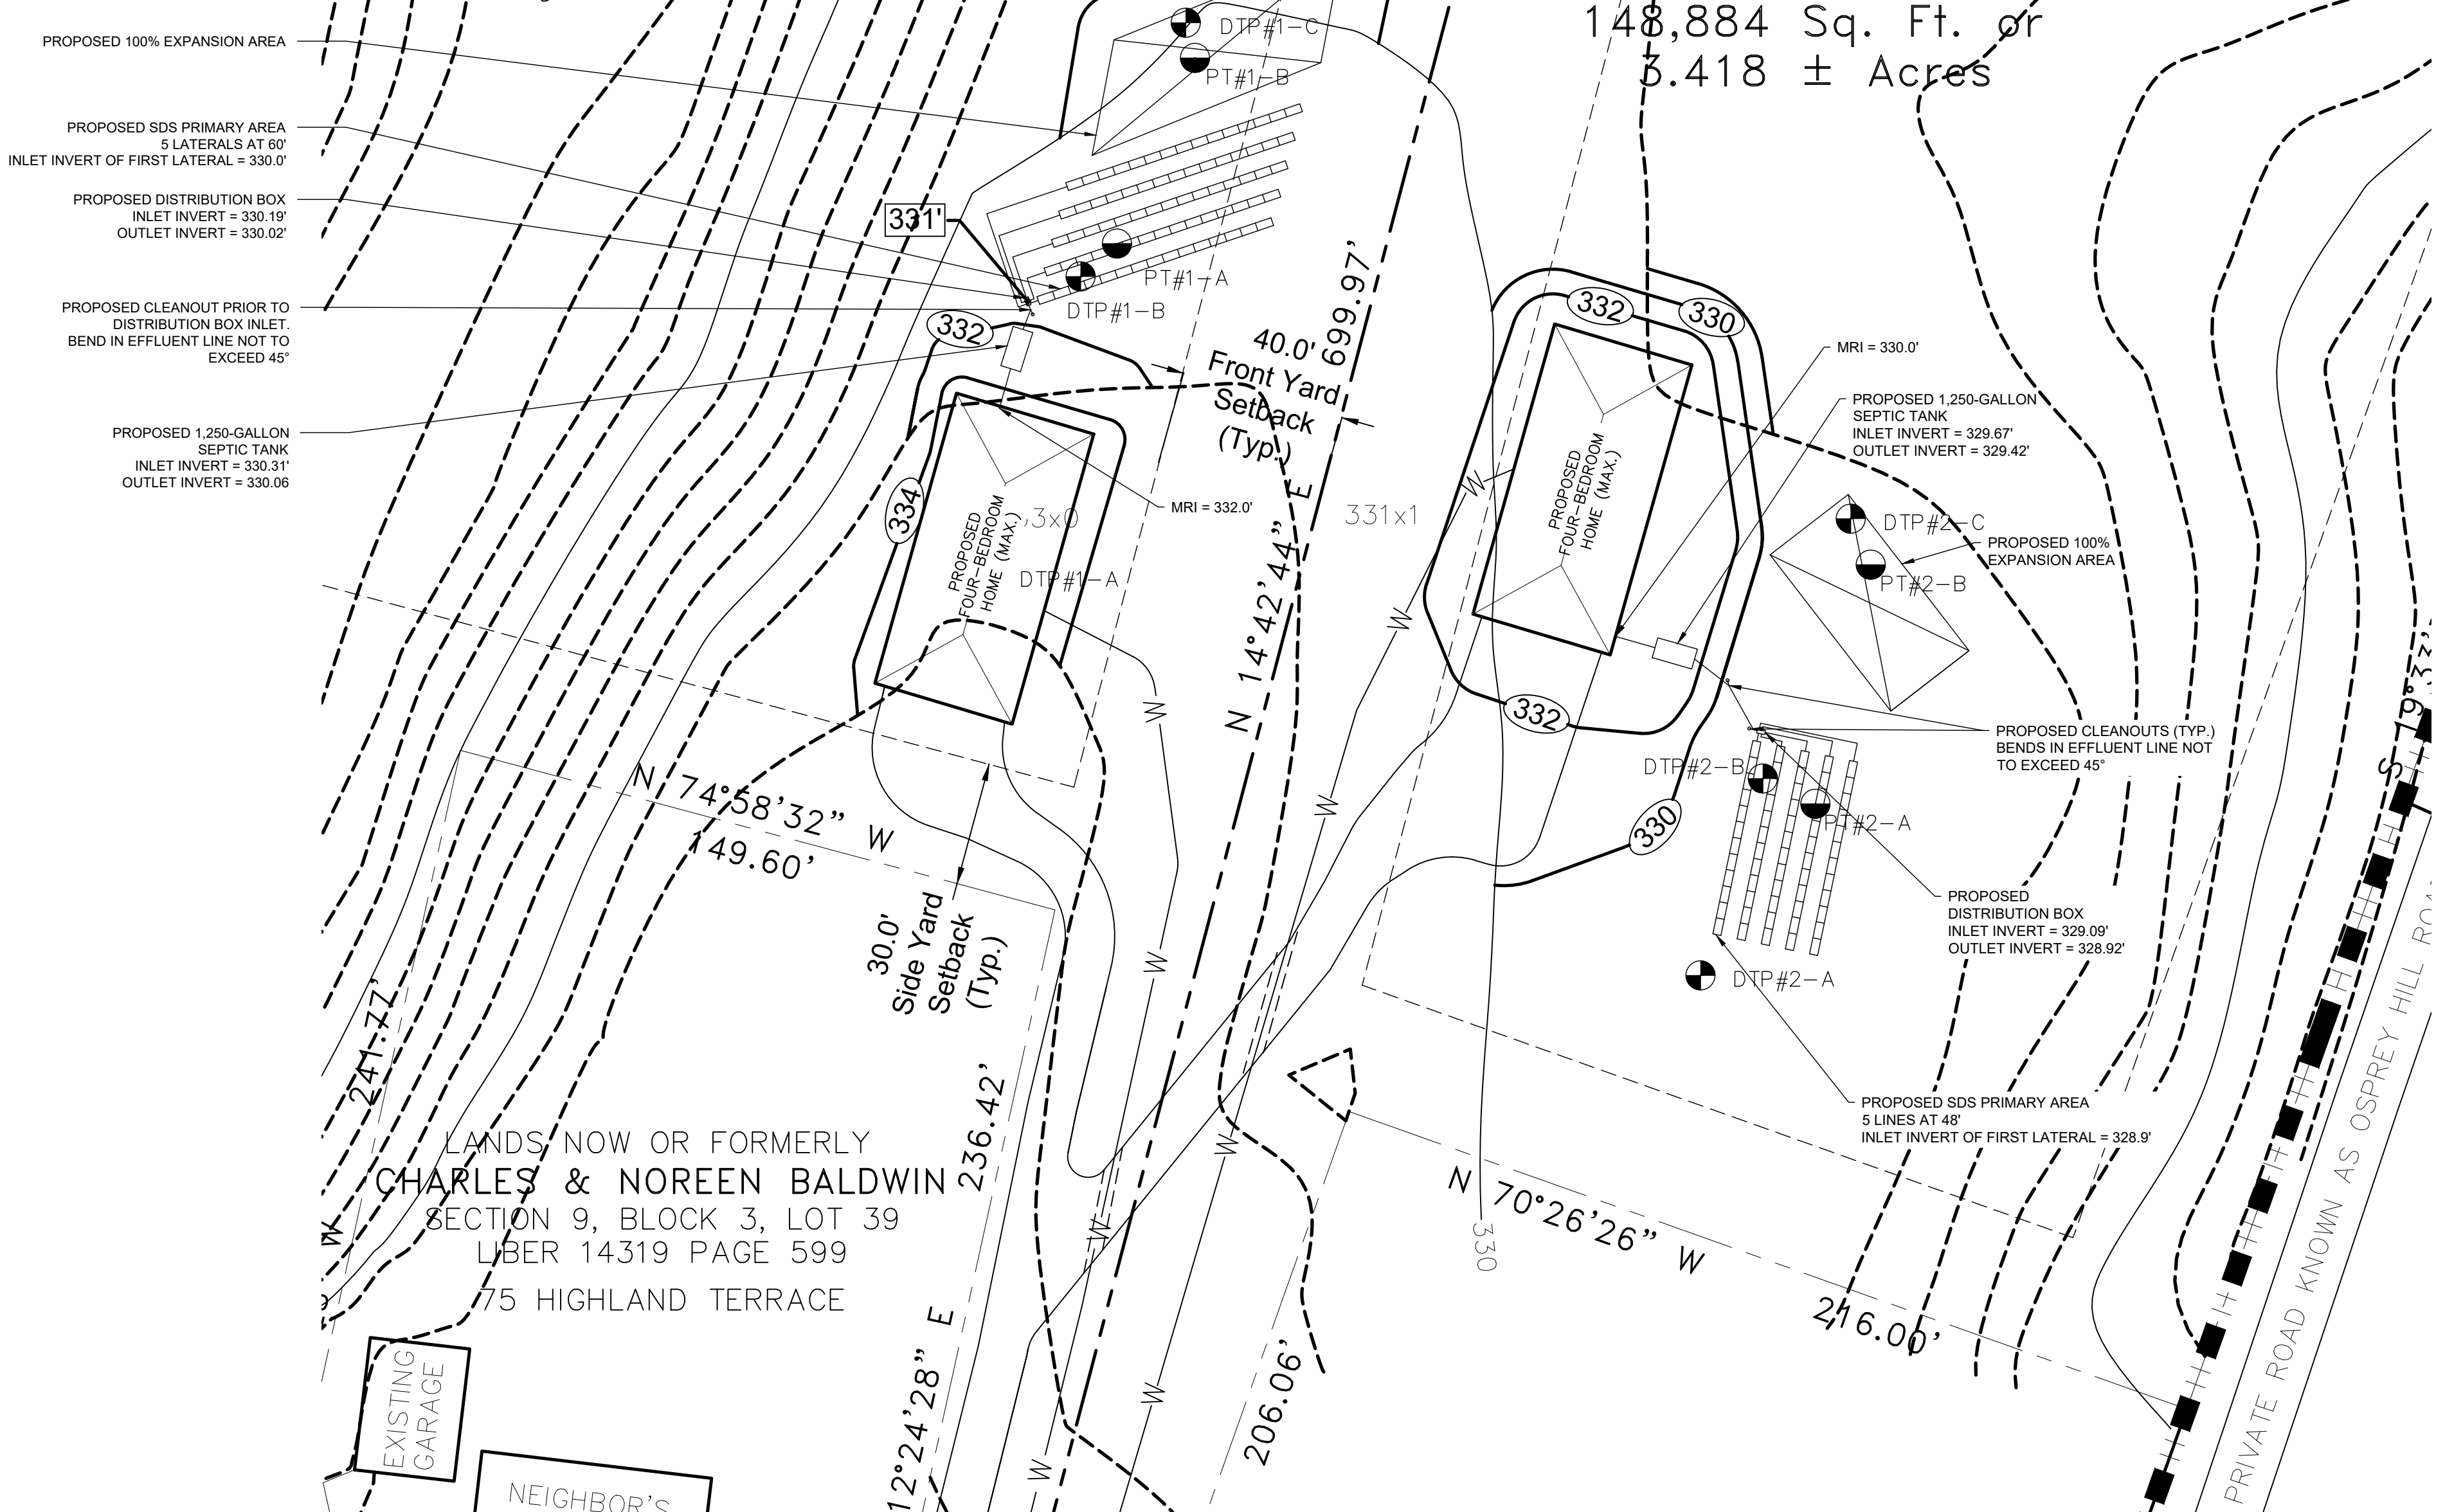 148,884 Sq. Ft. or
3.418 ± Acres
PROPOSED 100% EXPANSION AREA
PROPOSED SDS PRIMARY AREA
5 LATERALS AT 60'
INLET INVERT OF FIRST LATERAL = 330.0'
PROPOSED DISTRIBUTION BOX
INLET INVERT = 330.19'
OUTLET INVERT = 330.02'
PROPOSED CLEANOUT PRIOR TO
DISTRIBUTION BOX INLET.
BEND IN EFFLUENT LINE NOT TO
EXCEED 45°
PROPOSED 1,250-GALLON
SEPTIC TANK
INLET INVERT = 330.31'
OUTLET INVERT = 330.06
DTP#1-C
PT#1-B
331'
PT#1-A
DTP#1-B
332
334
PROPOSED
FOUR-BEDROOM
HOME (MAX.)
3x0
DTP#1-A
MRI = 332.0'
40.0'
Front Yard
Setback
(Typ.)
699.97'
N 14°42'44" E
331x1
332
330
PROPOSED
FOUR-BEDROOM
HOME (MAX.)
W
W
W
W
W
W
W
W
W
W
MRI = 330.0'
PROPOSED 1,250-GALLON
SEPTIC TANK
INLET INVERT = 329.67'
OUTLET INVERT = 329.42'
DTP#2-C
PROPOSED 100%
EXPANSION AREA
PT#2-B
332
PROPOSED CLEANOUTS (TYP.)
BENDS IN EFFLUENT LINE NOT
TO EXCEED 45°
DTP#2-B
PT#2-A
330
PROPOSED
DISTRIBUTION BOX
INLET INVERT = 329.09'
OUTLET INVERT = 328.92'
DTP#2-A
PROPOSED SDS PRIMARY AREA
5 LINES AT 48'
INLET INVERT OF FIRST LATERAL = 328.9'
N 74°58'32" W
149.60'
30.0'
Side Yard
Setback
(Typ.)
241.77'
236.42'
LANDS NOW OR FORMERLY
CHARLES & NOREEN BALDWIN
SECTION 9, BLOCK 3, LOT 39
LIBER 14319 PAGE 599
75 HIGHLAND TERRACE
W
EXISTING
GARAGE
NEIGHBOR'S
12°24'28" E
206.06'
330
N 70°26'26" W
216.00'
S 19°33'
PRIVATE ROAD KNOWN AS OSPREY HILL ROA